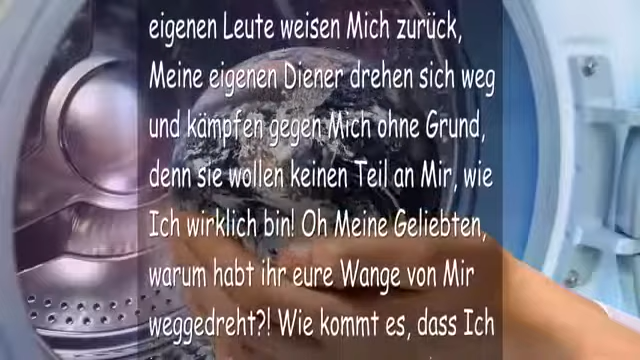 eigenen Leute weisen Mich zurück,
Meine eigenen Diener drehen sich weg
und kämpfen gegen Mich ohne Grund,
denn sie wollen keinen Teil an Mir, wie
Ich wirklich bin! Oh Meine Geliebten,
warum habt ihr eure Wange von Mir
weggedreht?! Wie kommt es, dass Ich